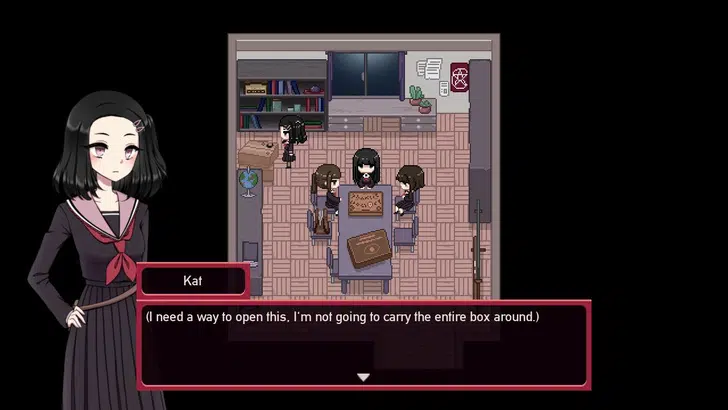 Kat
(I need a way to open this, I'm not going to carry the entire box around.)